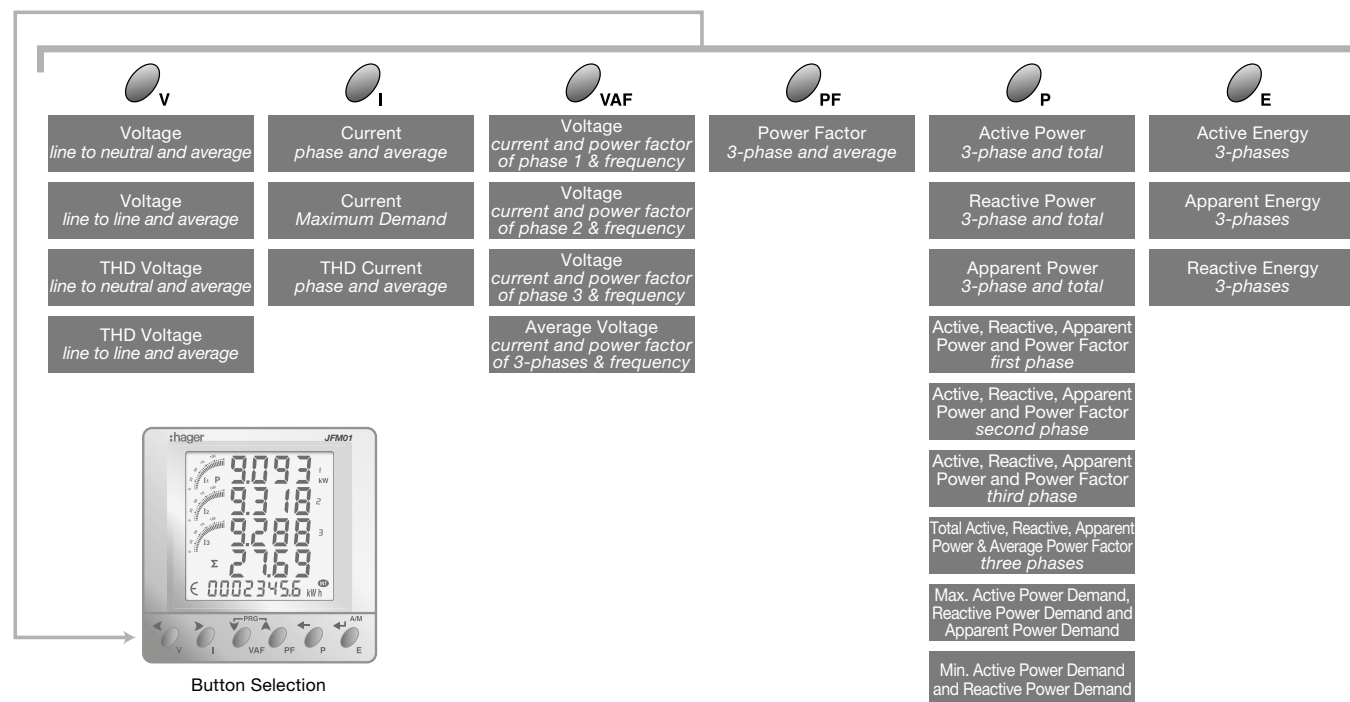 V
I
VAF
PF
P
E
Voltage
line to neutral and average
Voltage
line to line and average
THD Voltage
line to neutral and average
THD Voltage
line to line and average
Current
phase and average
Current
Maximum Demand
THD Current
phase and average
Voltage
current and power factor
of phase 1 & frequency
Voltage
current and power factor
of phase 2 & frequency
Voltage
current and power factor
of phase 3 & frequency
Average Voltage
current and power factor
of 3-phases & frequency
Power Factor
3-phase and average
Active Power
3-phase and total
Reactive Power
3-phase and total
Apparent Power
3-phase and total
Active, Reactive, Apparent
Power and Power Factor
first phase
Active, Reactive, Apparent
Power and Power Factor
second phase
Active, Reactive, Apparent
Power and Power Factor
third phase
Total Active, Reactive, Apparent
Power & Average Power Factor
three phases
Max. Active Power Demand,
Reactive Power Demand and
Apparent Power Demand
Min. Active Power Demand
and Reactive Power Demand
Active Energy
3-phases
Apparent Energy
3-phases
Reactive Energy
3-phases
:hager JFM01
I1 P 9.093 1 kW
I2 9.318 2
I3 9.288 3
Σ 27.69
€ 0002345.6 kWh INT
PRG A/M
V I VAF PF P E
Button Selection